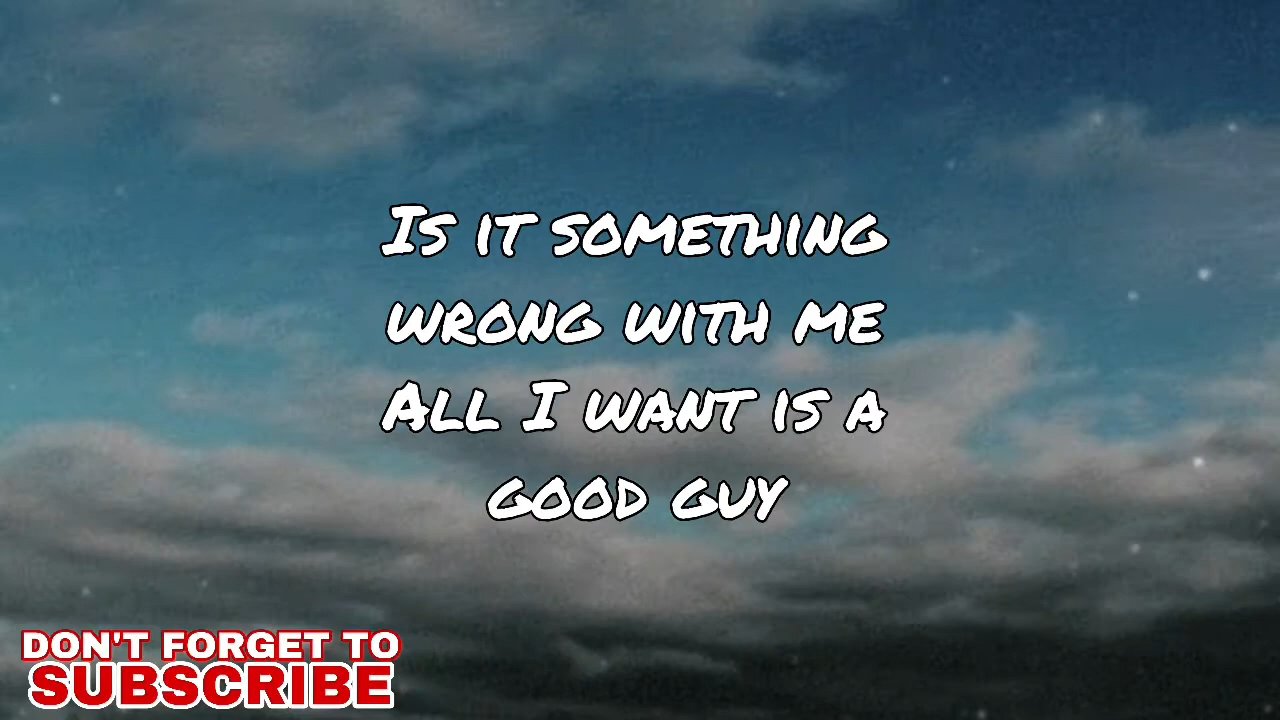 Is it something
wrong with me
All I want is a
good guy
DON'T FORGET TO
SUBSCRIBE